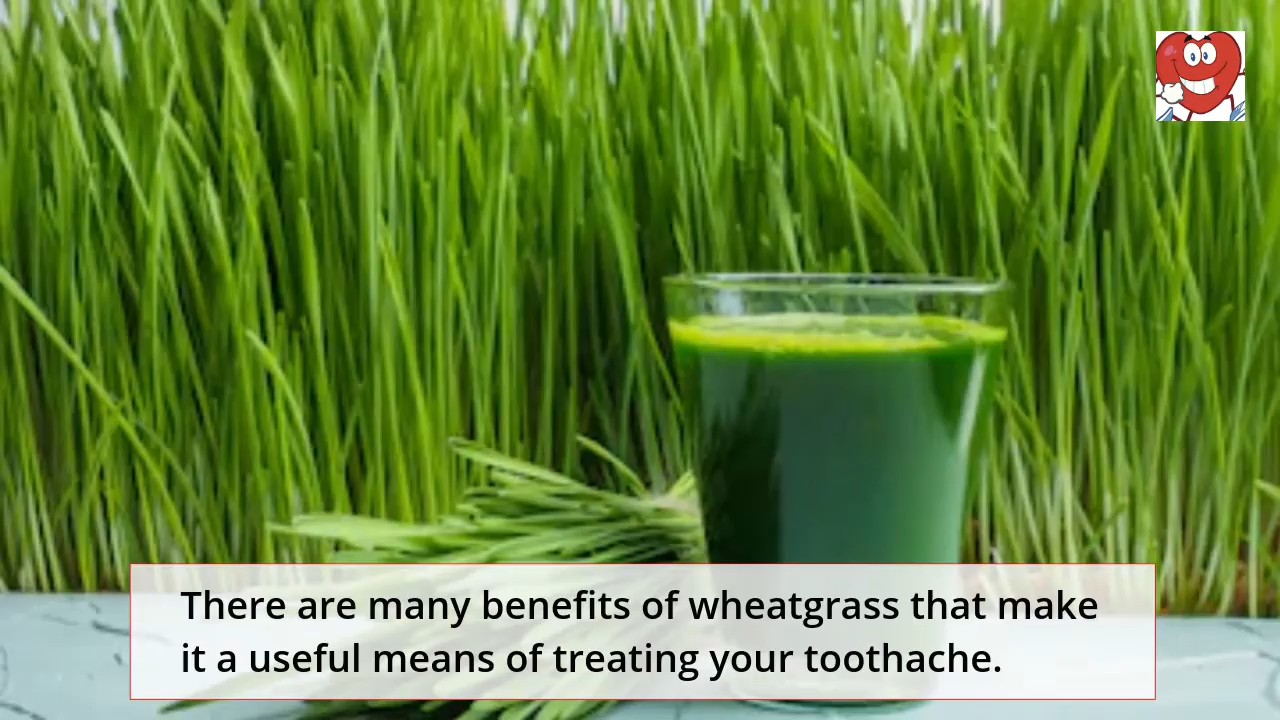 There are many benefits of wheatgrass that make
it a useful means of treating your toothache.